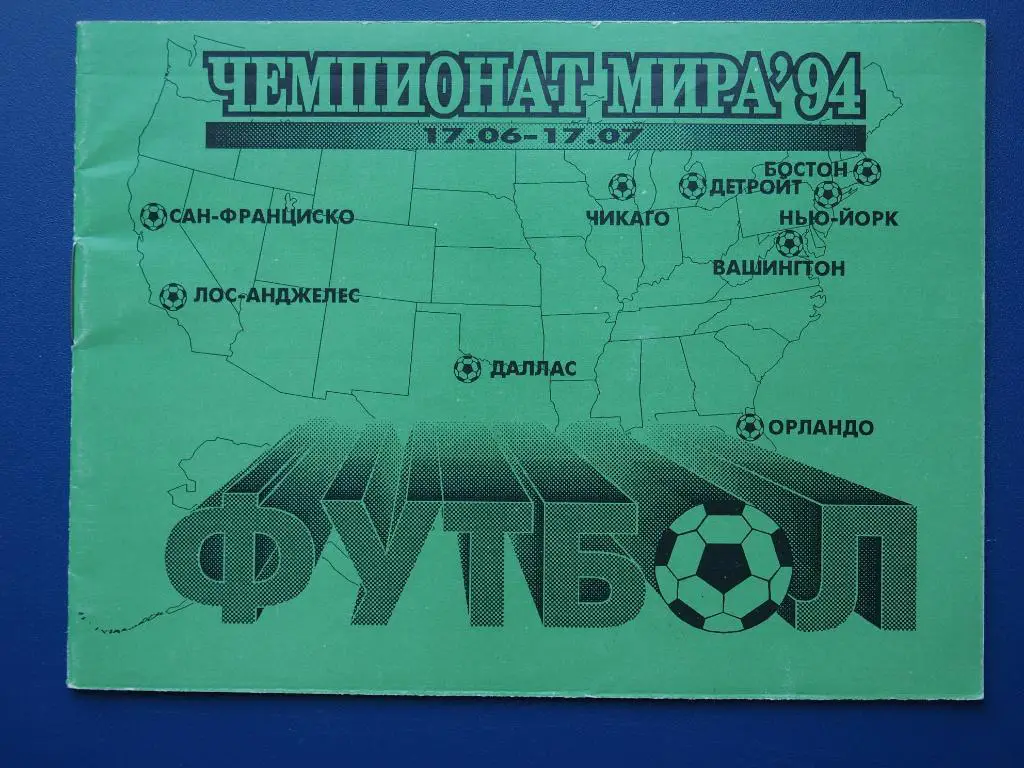 ЧЕМПИОНАТ МИРА'94
17.06-17.07
БОСТОН
ДЕТРОЙТ
ЧИКАГО
НЬЮ-ЙОРК
САН-ФРАНЦИСКО
ВАШИНГТОН
ЛОС-АНДЖЕЛЕС
ДАЛЛАС
ОРЛАНДО
ФУТБОЛ